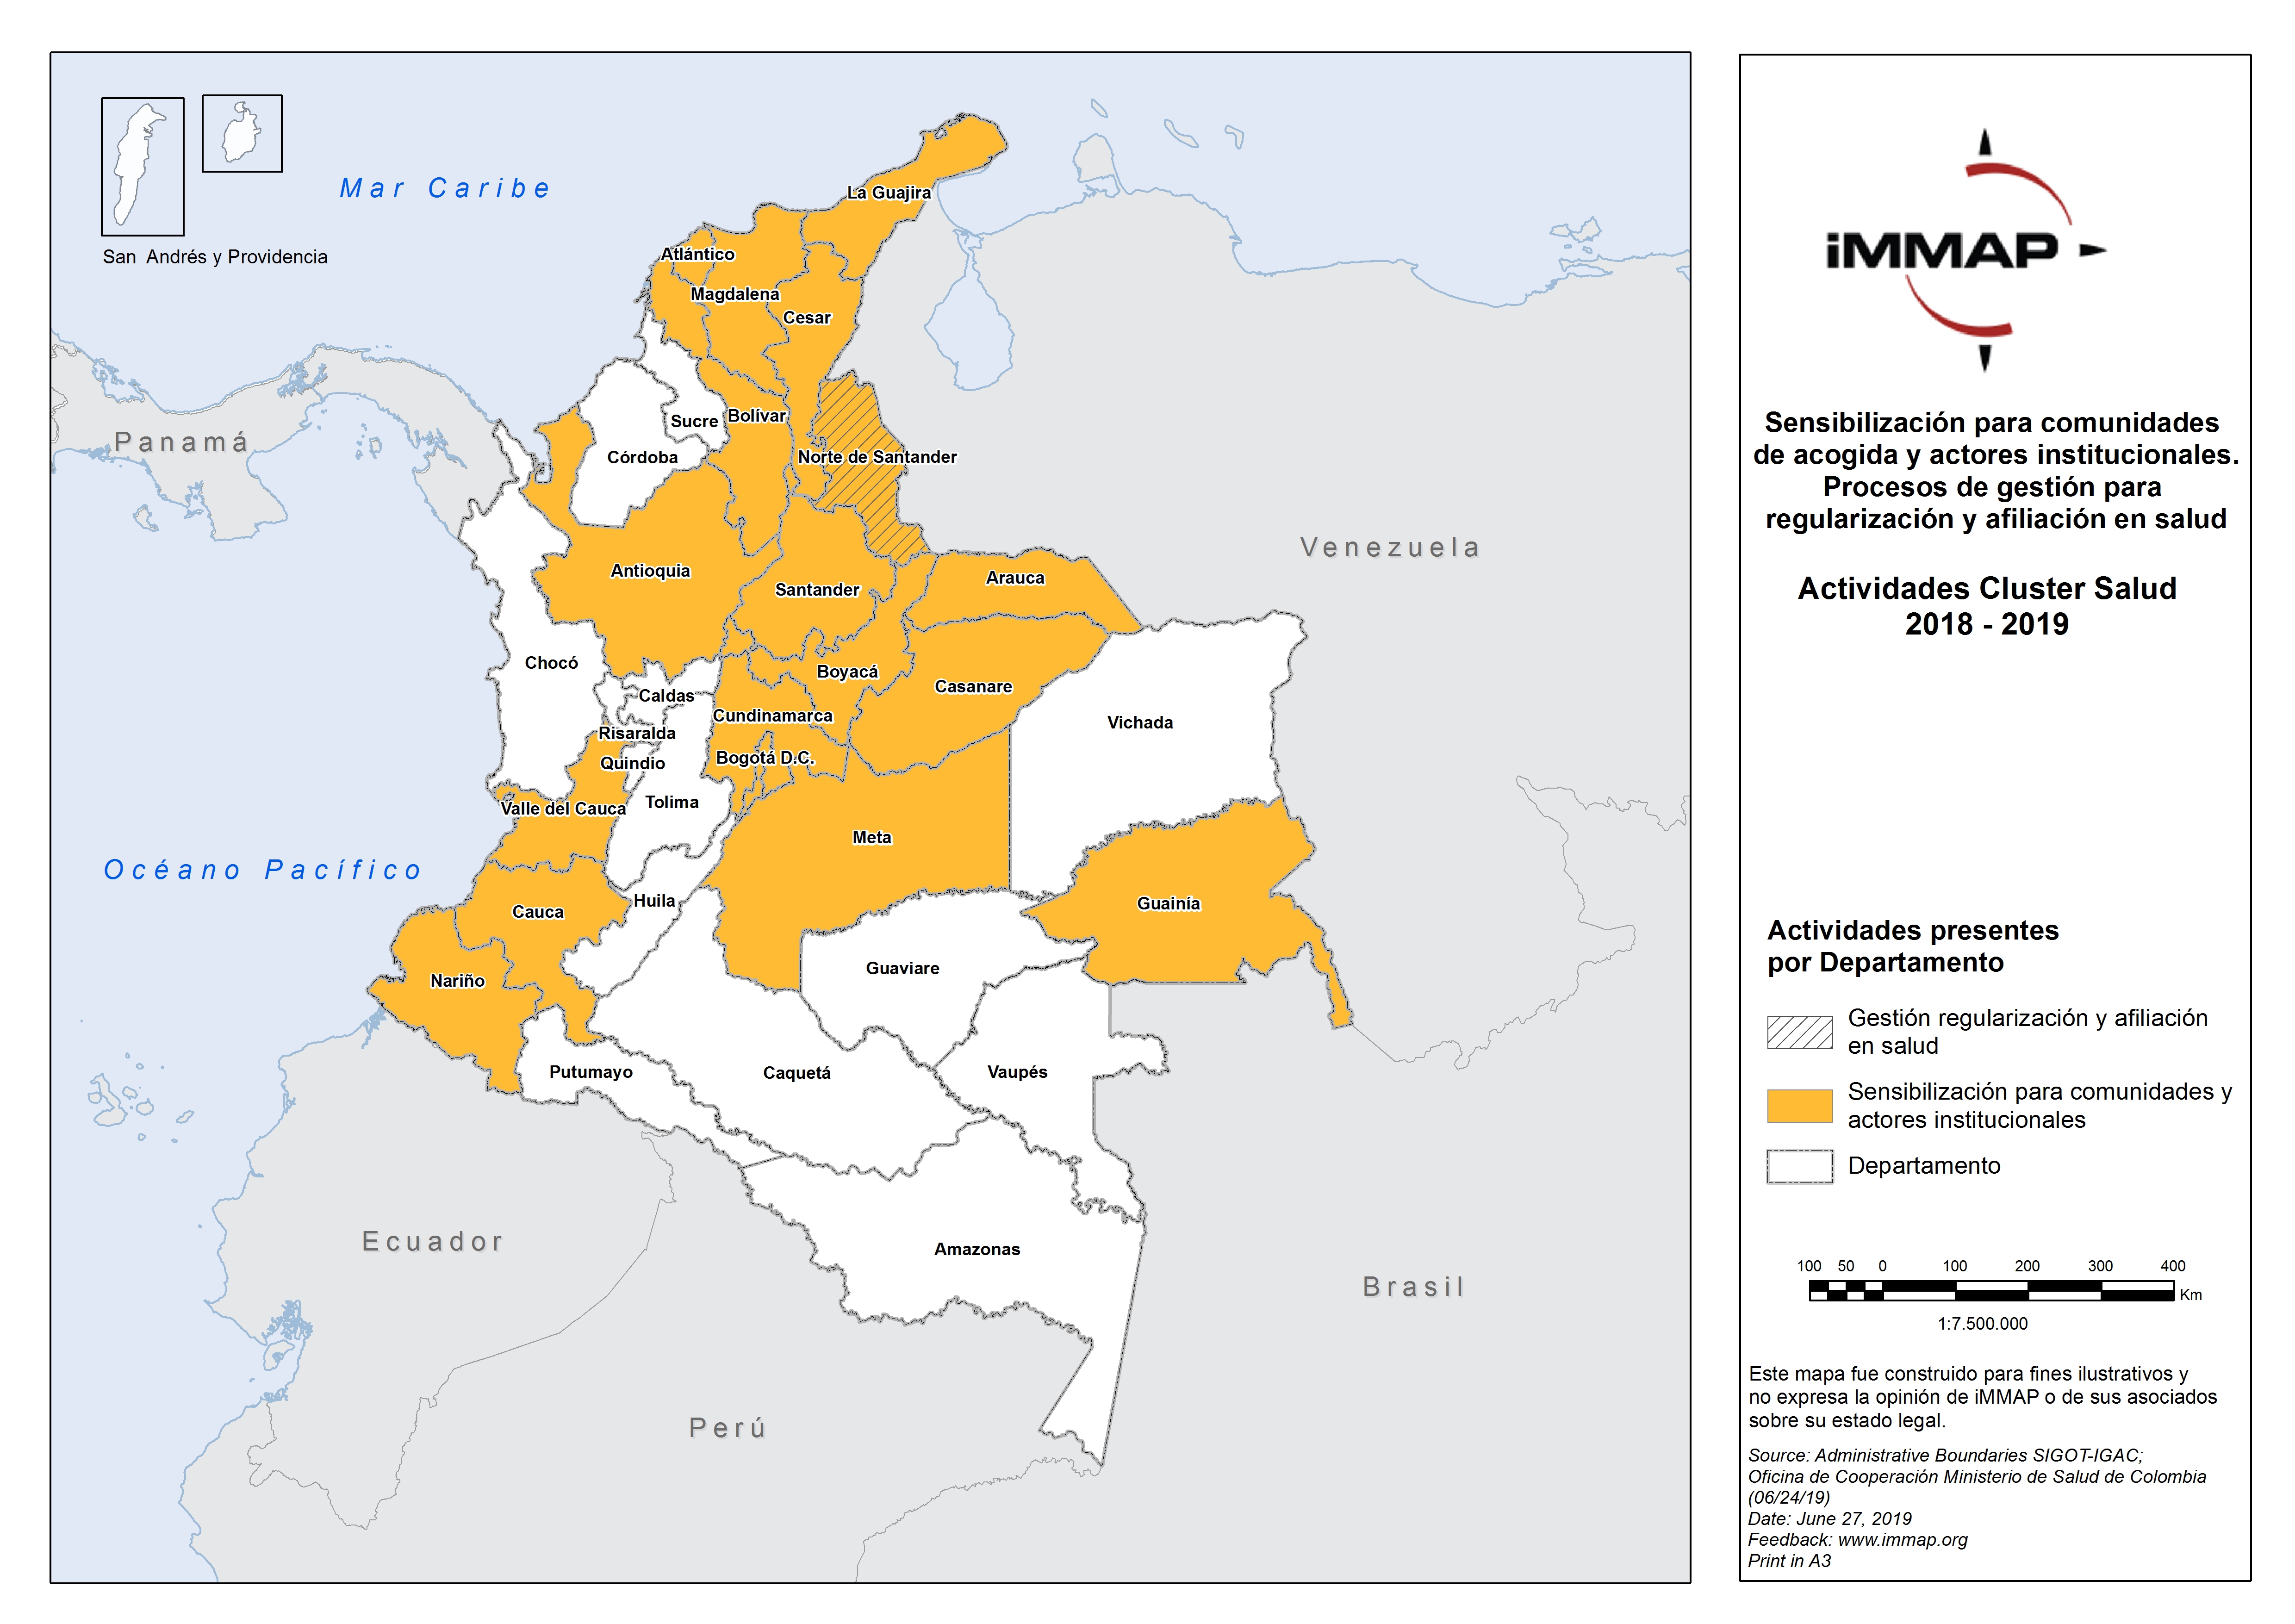 San Andrés y Providencia
Mar Caribe
La Guajira
Atlántico
Magdalena
Cesar
Panamá
Sucre
Bolívar
Córdoba
Norte de Santander
Venezuela
Antioquia
Santander
Arauca
Chocó
Boyacá
Casanare
Caldas
Cundinamarca
Vichada
Risaralda
Bogotá D.C.
Quindio
Tolima
Valle del Cauca
Meta
Océano Pacífico
Huila
Cauca
Guainía
Guaviare
Nariño
Putumayo
Caquetá
Vaupés
Ecuador
Amazonas
Brasil
Perú
iMMAP
Sensibilización para comunidades
de acogida y actores institucionales.
Procesos de gestión para
regularización y afiliación en salud
Actividades Cluster Salud
2018 - 2019
Actividades presentes
por Departamento
Gestión regularización y afiliación
en salud
Sensibilización para comunidades y
actores institucionales
Departamento
100 50 0 100 200 300 400
Km
1:7.500.000
Este mapa fue construido para fines ilustrativos y
no expresa la opinión de iMMAP o de sus asociados
sobre su estado legal.
Source: Administrative Boundaries SIGOT-IGAC;
Oficina de Cooperación Ministerio de Salud de Colombia
(06/24/19)
Date: June 27, 2019
Feedback: www.immap.org
Print in A3